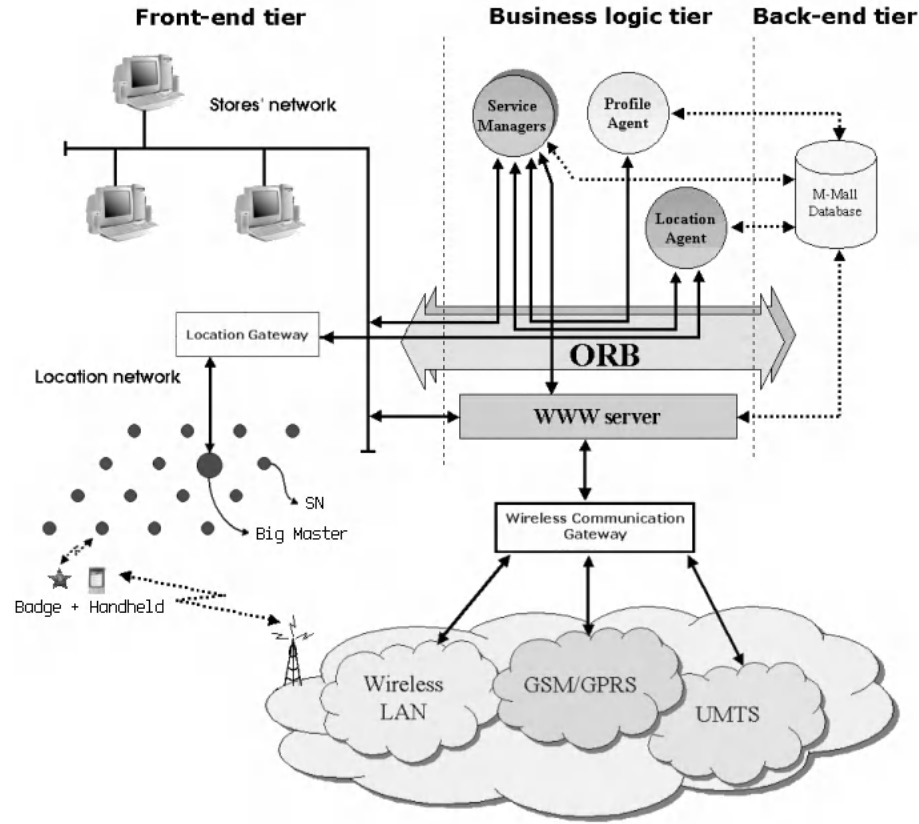 Front-end tier
Business logic tier
Back-end tier
Stores' network
Service
Managers
Profile
Agent
M-Mall
Database
Location
Agent
Location Gateway
ORB
Location network
WWW server
SN
Big Master
Wireless Communication
Gateway
Badge + Handheld
Wireless
LAN
GSM/GPRS
UMTS